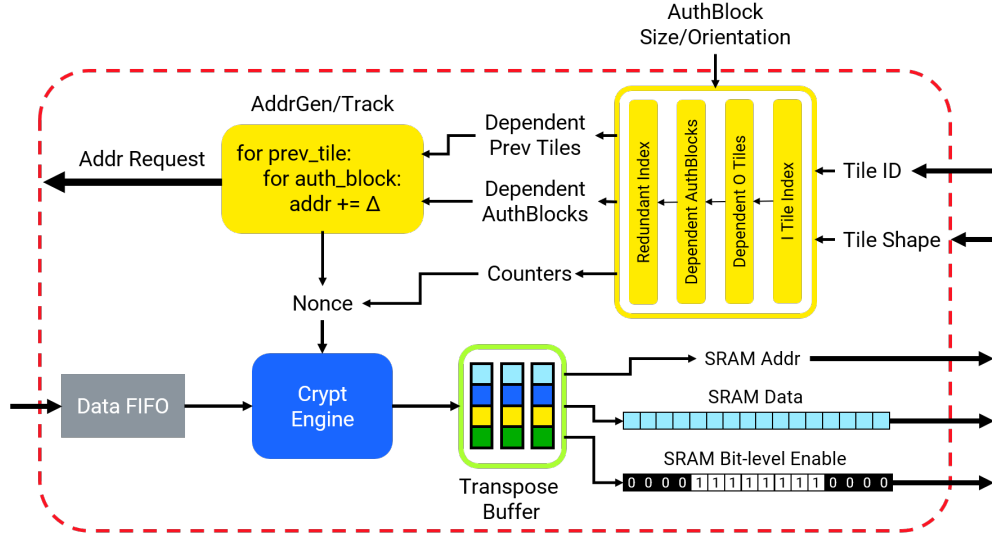 AuthBlock
Size/Orientation
AddrGen/Track
Addr Request
for prev_tile:
for auth_block:
addr += Δ
Dependent
Prev Tiles
Dependent
AuthBlocks
Counters
Redundant Index
Dependent AuthBlocks
Dependent O Tiles
I Tile Index
Tile ID
Tile Shape
Nonce
Data FIFO
Crypt
Engine
Transpose
Buffer
SRAM Addr
SRAM Data
SRAM Bit-level Enable
0 0 0 0 1 1 1 1 1 1 1 1 0 0 0 0